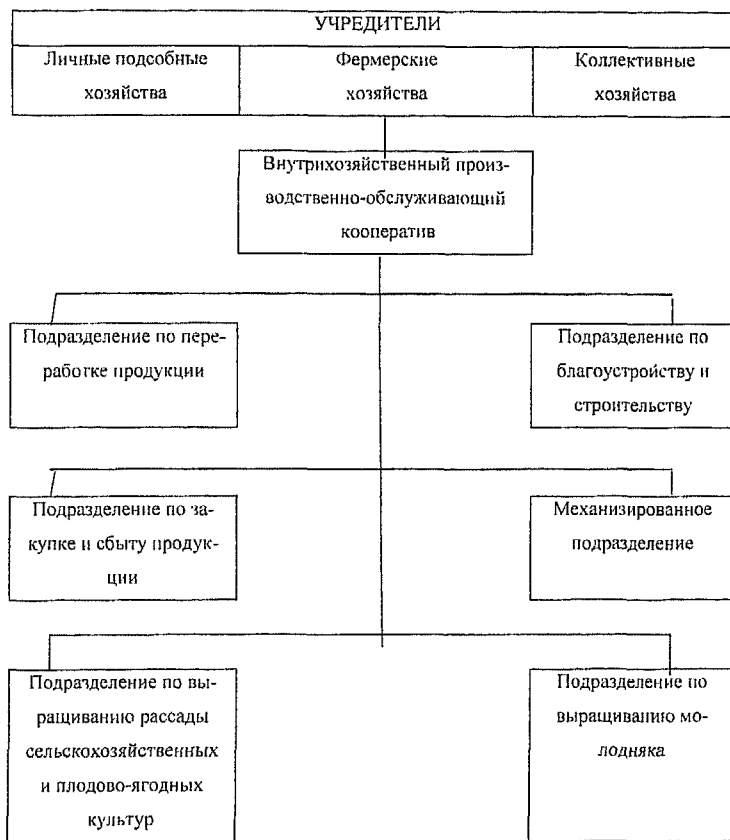 УЧРЕДИТЕЛИ
Личные подсобные
хозяйства
Фермерские
хозяйства
Коллективные
хозяйства
Внутрихозяйственный произ-
водственно-обслуживающий
кооператив
Подразделение по пере-
работке продукции
Подразделение по
благоустройству и
строительству
Подразделение по за-
купке и сбыту продук-
ции
Механизированное
подразделение
Подразделение по вы-
ращиванию рассады
сельскохозяйственных
и плодово-ягодных
культур
Подразделение по
выращиванию мо-
лодняка